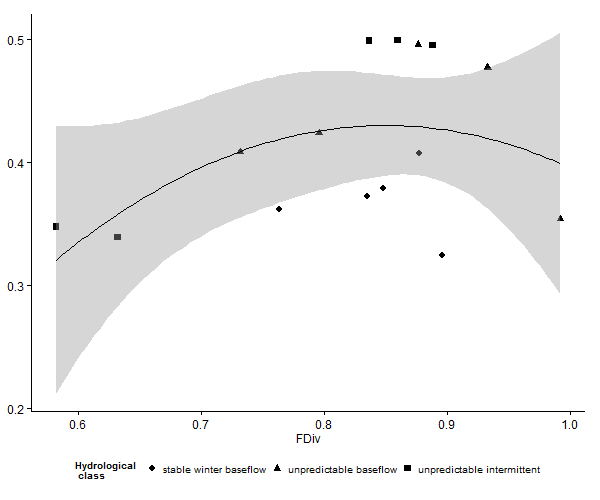 0.5
0.4
0.3
0.2
0.6 0.7 0.8 0.9 1.0
FDiv
Hydrological
class
stable winter baseflow unpredictable baseflow unpredictable intermittent